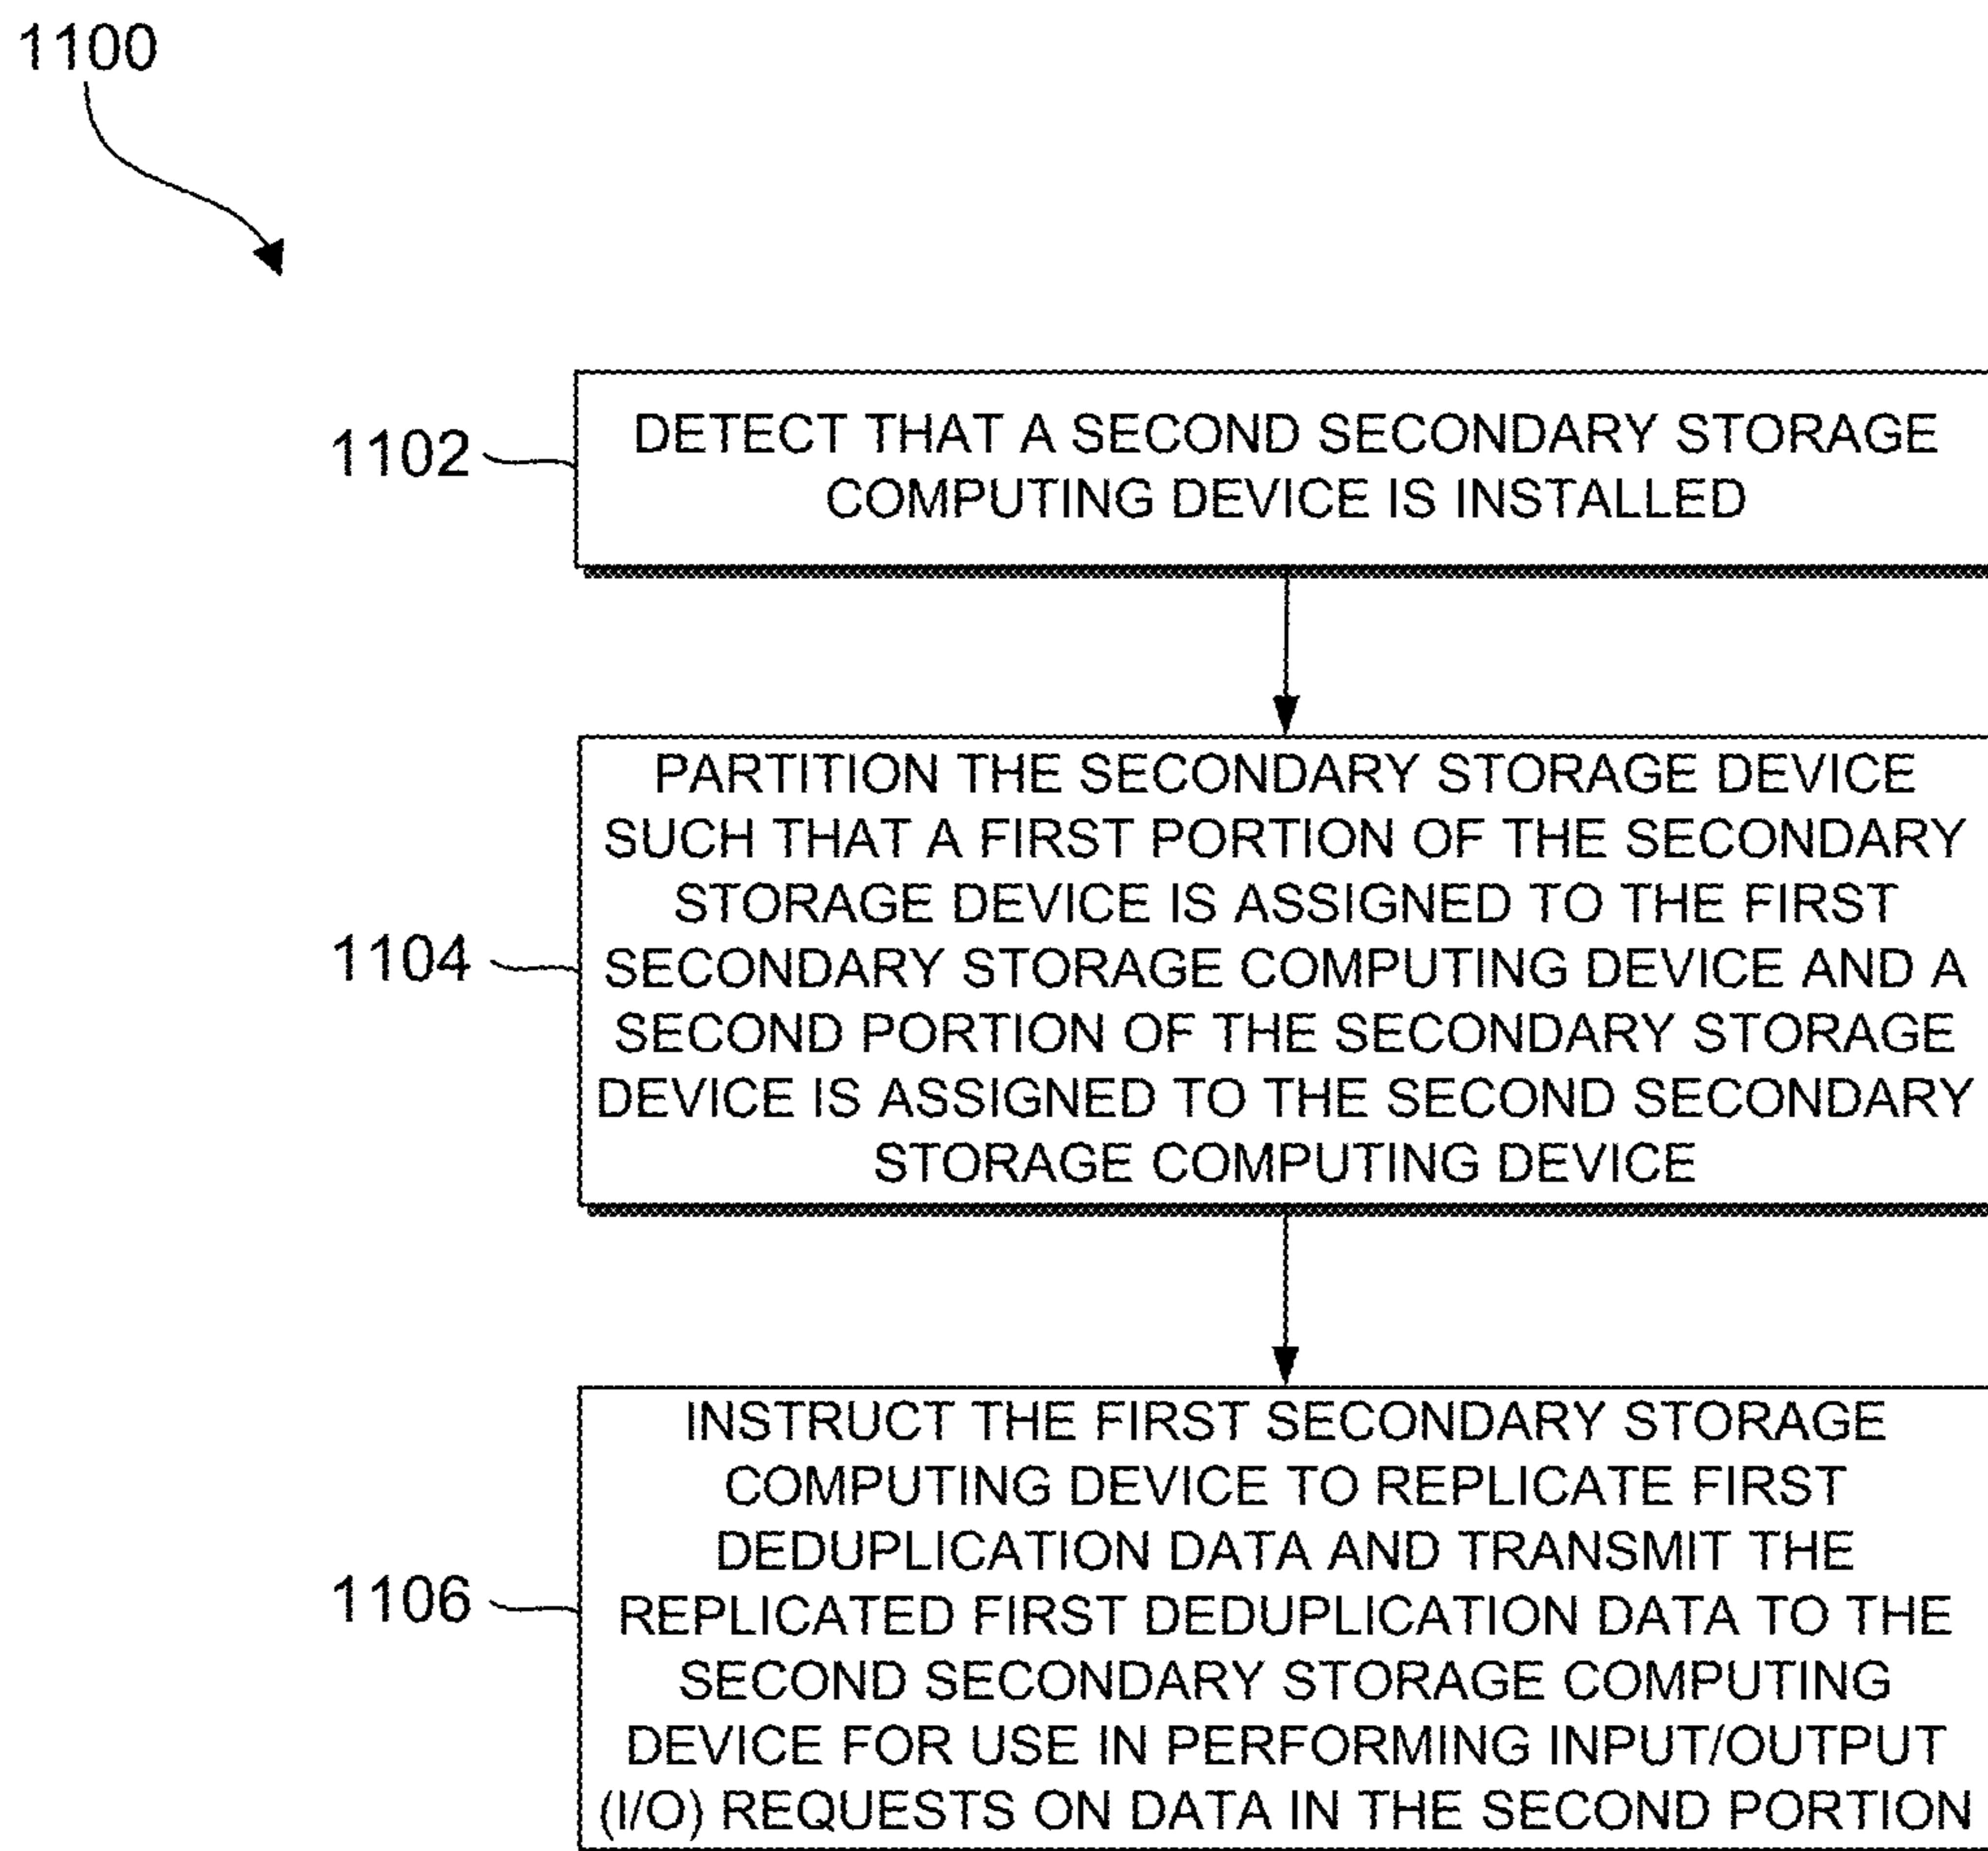 1100
1102
DETECT THAT A SECOND SECONDARY STORAGE
COMPUTING DEVICE IS INSTALLED
1104
PARTITION THE SECONDARY STORAGE DEVICE
SUCH THAT A FIRST PORTION OF THE SECONDARY
STORAGE DEVICE IS ASSIGNED TO THE FIRST
SECONDARY STORAGE COMPUTING DEVICE AND A
SECOND PORTION OF THE SECONDARY STORAGE
DEVICE IS ASSIGNED TO THE SECOND SECONDARY
STORAGE COMPUTING DEVICE
1106
INSTRUCT THE FIRST SECONDARY STORAGE
COMPUTING DEVICE TO REPLICATE FIRST
DEDUPLICATION DATA AND TRANSMIT THE
REPLICATED FIRST DEDUPLICATION DATA TO THE
SECOND SECONDARY STORAGE COMPUTING
DEVICE FOR USE IN PERFORMING INPUT/OUTPUT
(I/O) REQUESTS ON DATA IN THE SECOND PORTION